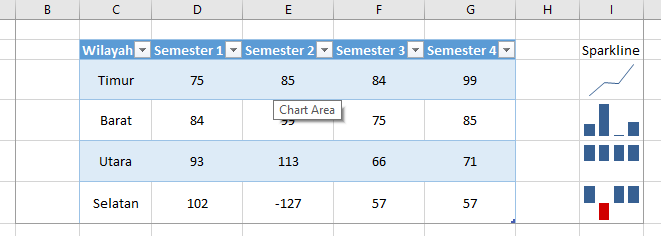 B C D E F G H I
Wilayah Semester 1 Semester 2 Semester 3 Semester 4 Sparkline
Timur 75 85 84 99
Chart Area
Barat 84 99 75 85
Utara 93 113 66 71
Selatan 102 -127 57 57